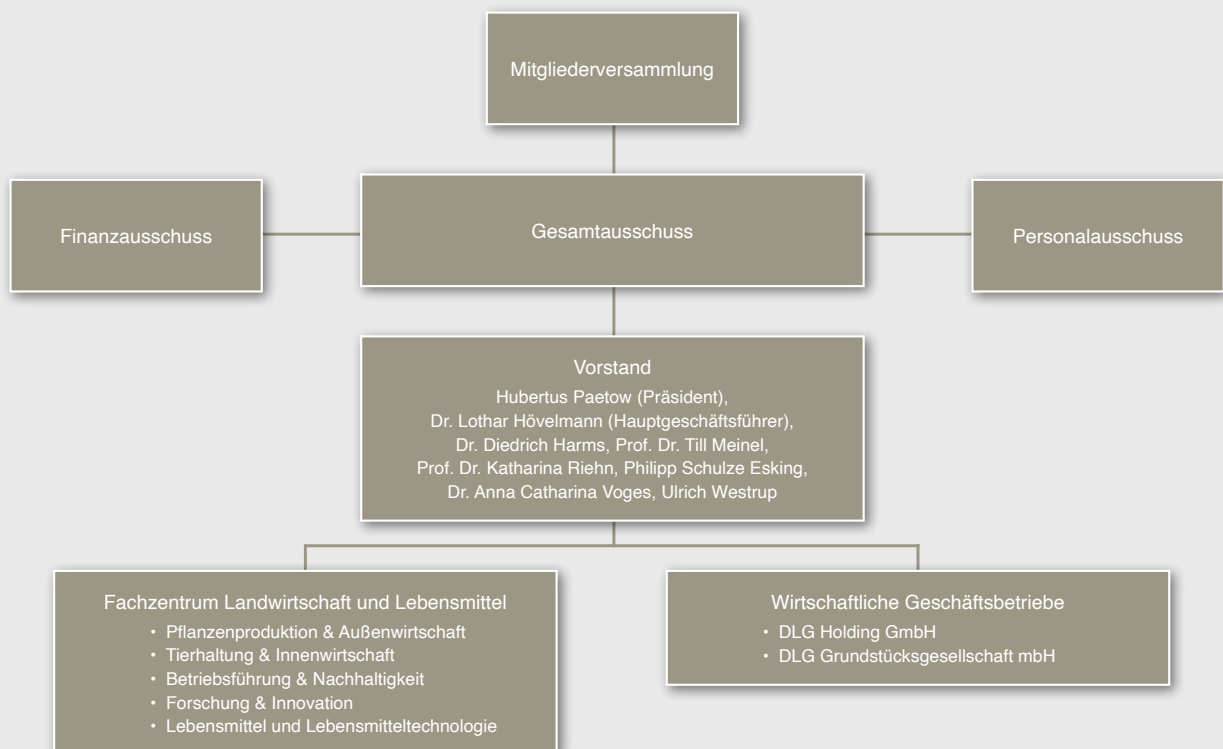 Mitgliederversammlung
Finanzausschuss
Gesamtausschuss
Personalausschuss
Vorstand
Hubertus Paetow (Präsident),
Dr. Lothar Hövelmann (Hauptgeschäftsführer),
Dr. Diedrich Harms, Prof. Dr. Till Meinel,
Prof. Dr. Katharina Riehn, Philipp Schulze Esking,
Dr. Anna Catharina Voges, Ulrich Westrup
Fachzentrum Landwirtschaft und Lebensmittel
• Pflanzenproduktion & Außenwirtschaft
• Tierhaltung & Innenwirtschaft
• Betriebsführung & Nachhaltigkeit
• Forschung & Innovation
• Lebensmittel und Lebensmitteltechnologie
Wirtschaftliche Geschäftsbetriebe
• DLG Holding GmbH
• DLG Grundstücksgesellschaft mbH